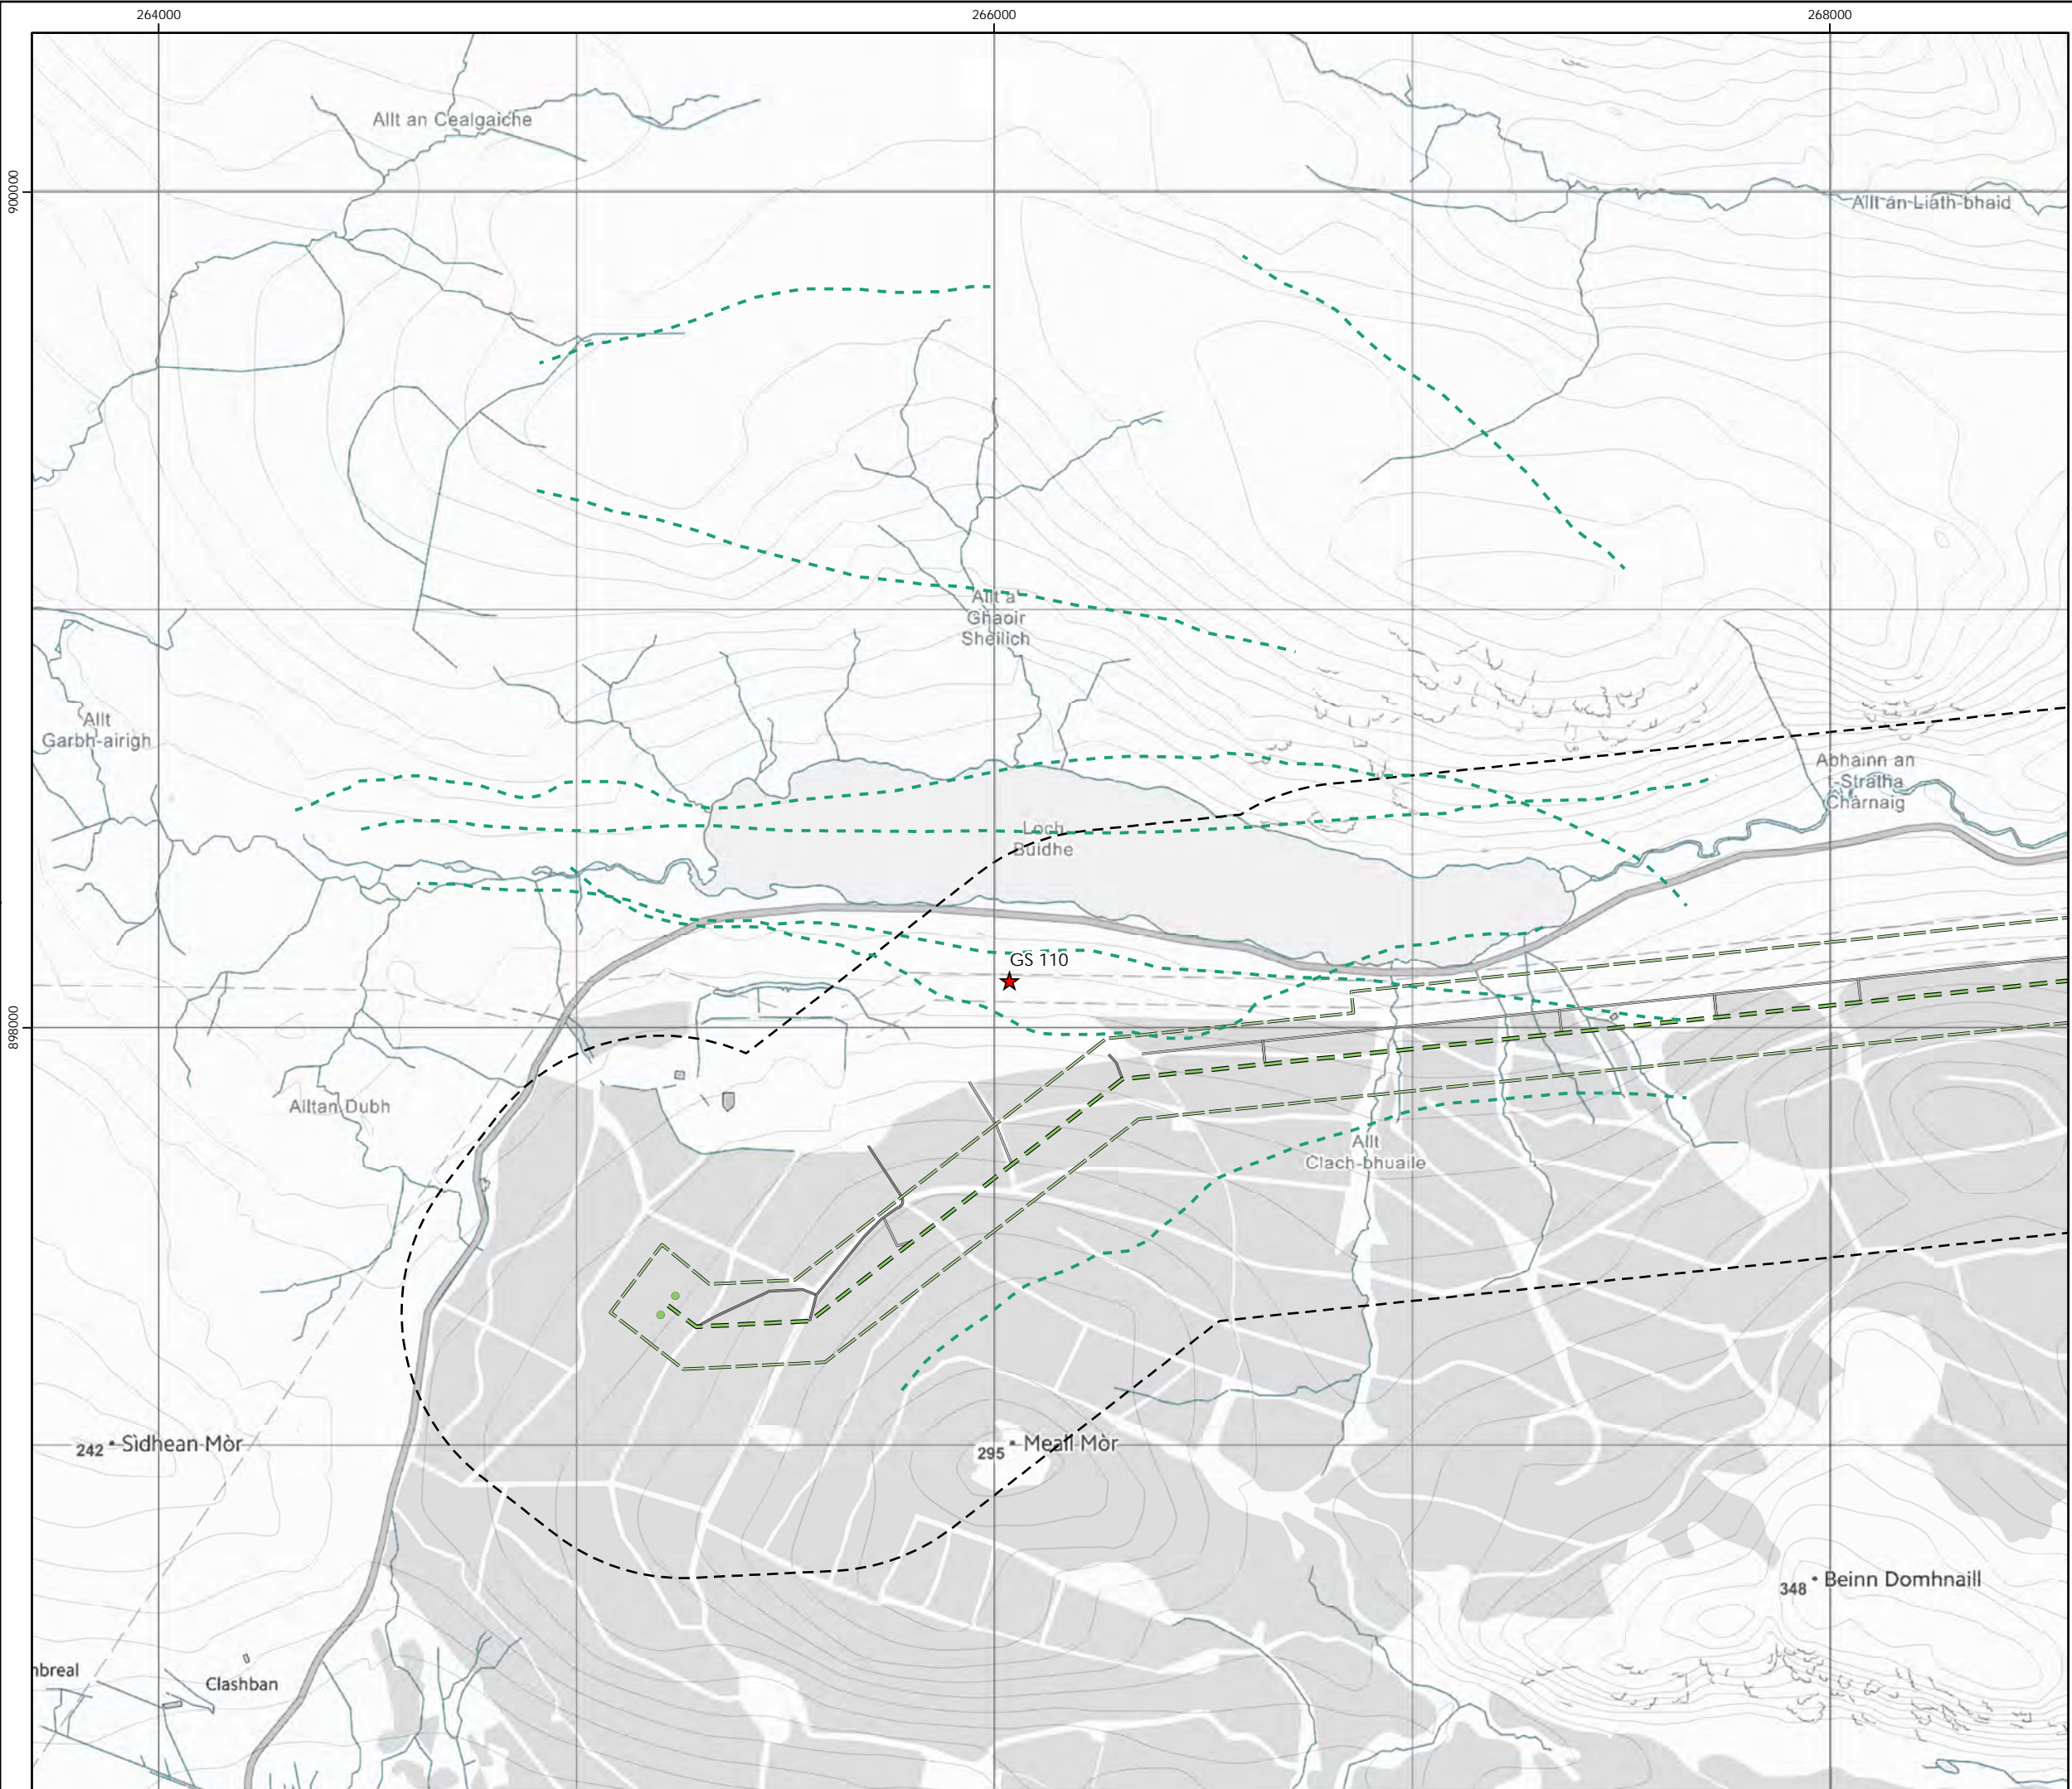 264000
266000
268000
900000
Allt an Cealgaiche
Allt an Liath-bhaid
Allt a'
Ghaoir
Sheilich
Allt
Garbh-airigh
Abhainn an
t-Stratha
Charnaig
Loch
Buidhe
GS 110
898000
Alltan Dubh
Allt
Clach-bhuaile
242 • Sìdhean Mòr
295 • Meall Mòr
348 • Beinn Domhnaill
nbreal
Clashban